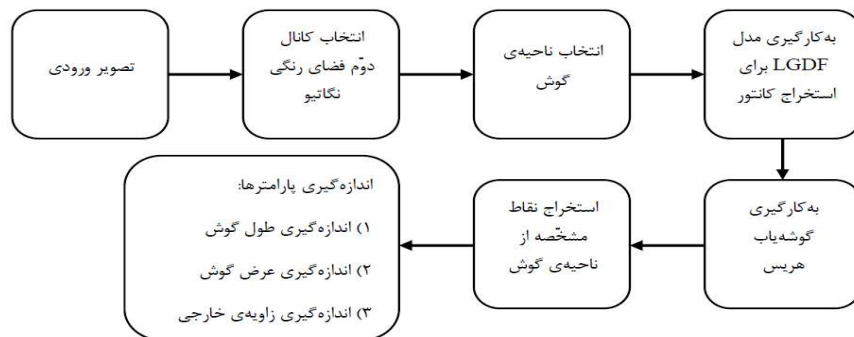 تصویر ورودی
انتخاب کانال
دوّم فضای رنگی
نگاتیو
انتخاب ناحیه‌ی
گوش
به‌کارگیری مدل
LGDF برای
استخراج کانتور
به‌کارگیری
گوشه‌یاب
هریس
استخراج نقاط
مشخّصه از
ناحیه‌ی گوش
اندازه‌گیری پارامترها:
۱) اندازه‌گیری طول گوش
۲) اندازه‌گیری عرض گوش
۳) اندازه‌گیری زاویه‌ی خارجی